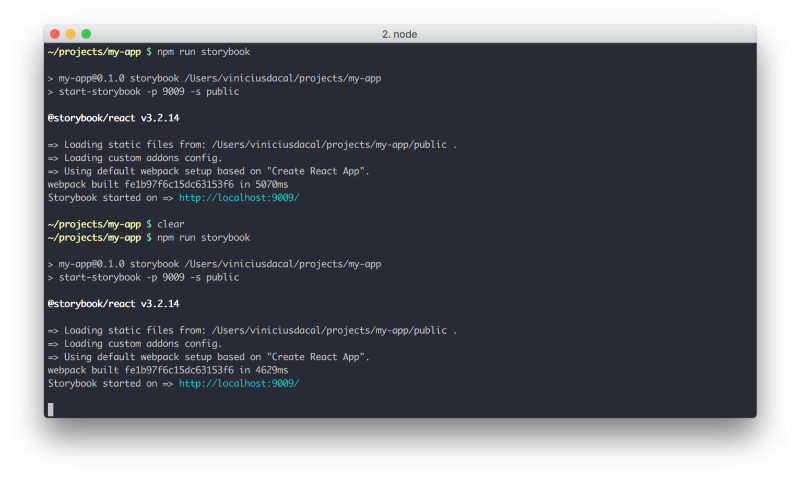 2. node
~/projects/my-app $ npm run storybook
> my-app@0.1.0 storybook /Users/viniciusdacal/projects/my-app
> start-storybook -p 9009 -s public
@storybook/react v3.2.14
=> Loading static files from: /Users/viniciusdacal/projects/my-app/public .
=> Loading custom addons config.
=> Using default webpack setup based on "Create React App".
webpack built fe1b97f6c15dc63153f6 in 5070ms
Storybook started on => http://localhost:9009/
~/projects/my-app $ clear
~/projects/my-app $ npm run storybook
> my-app@0.1.0 storybook /Users/viniciusdacal/projects/my-app
> start-storybook -p 9009 -s public
@storybook/react v3.2.14
=> Loading static files from: /Users/viniciusdacal/projects/my-app/public .
=> Loading custom addons config.
=> Using default webpack setup based on "Create React App".
webpack built fe1b97f6c15dc63153f6 in 4629ms
Storybook started on => http://localhost:9009/